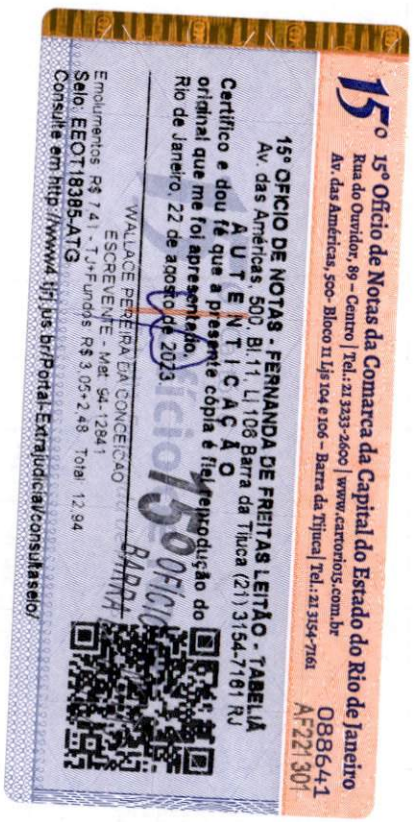 15º 15º Ofício de Notas da Comarca da Capital do Estado do Rio de Janeiro
Rua do Ouvidor, 89 – Centro | Tel.: 21 3233-2600 | www.cartorio15.com.br
Av. das Américas, 500- Bloco 11 Ljs 104 e 106 – Barra da Tijuca | Tel.: 21 3154-7161
088641
AF221301
15º OFICIO DE NOTAS - FERNANDA DE FREITAS LEITÃO - TABELIÃ
Av. das Américas, 500, Bl.11, Lj 106 Barra da Tijuca (21) 3154-7161 RJ
A U T E N T I C A Ç Ã O
Certifico e dou fé que a presente cópia é fiel reprodução do
original que me foi apresentado.
Rio de Janeiro, 22 de agosto de 2023.
15º OFÍCIO
BARRA
WALLACE PEREIRA DA CONCEICAO
ESCREVENTE - Mat. 94-12841
Emolumentos R$ 7,41 - TJ+Fundos R$ 3,05+2,48 Total 12,94
Selo: EEOT18385-ATG
Consulte em http://www4.tjrj.jus.br/Portal-Extrajudicial/consultaselo/